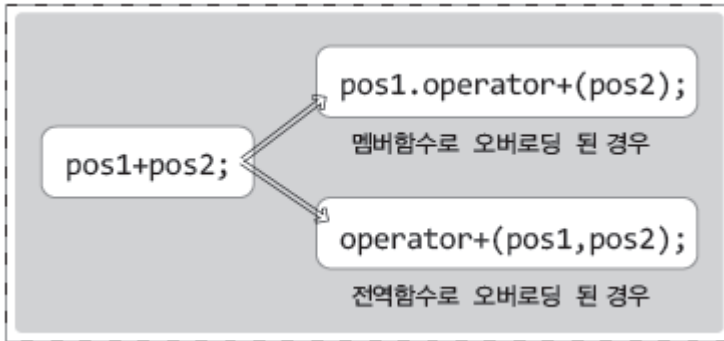 pos1.operator+(pos2);
멤버함수로 오버로딩 된 경우
pos1+pos2;
operator+(pos1,pos2);
전역함수로 오버로딩 된 경우